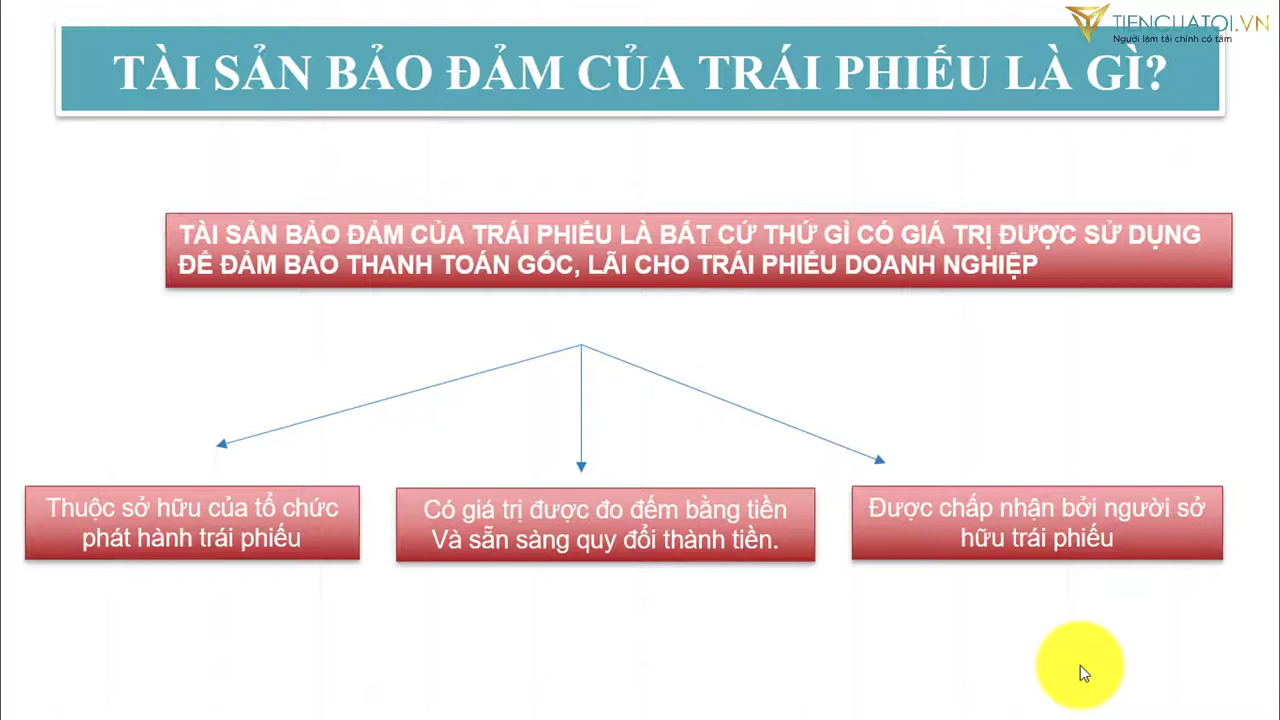 TIENCUATOI.VN
Người làm tài chính có tâm
TÀI SẢN BẢO ĐẢM CỦA TRÁI PHIẾU LÀ GÌ?
TÀI SẢN BẢO ĐẢM CỦA TRÁI PHIẾU LÀ BẤT CỨ THỨ GÌ CÓ GIÁ TRỊ ĐƯỢC SỬ DỤNG
ĐỂ ĐẢM BẢO THANH TOÁN GỐC, LÃI CHO TRÁI PHIẾU DOANH NGHIỆP
Thuộc sở hữu của tổ chức
phát hành trái phiếu
Có giá trị được đo đếm bằng tiền
Và sẵn sàng quy đổi thành tiền.
Được chấp nhận bởi người sở
hữu trái phiếu